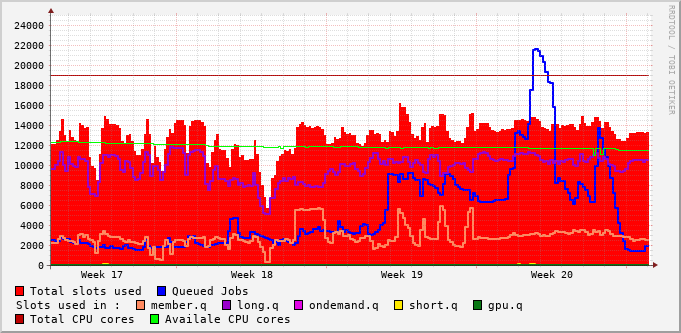 RRDTOOL / TOBI OETIKER
24000
22000
20000
18000
16000
14000
12000
10000
8000
6000
4000
2000
0
Week 17 Week 18 Week 19 Week 20
Total slots used Queued Jobs
Slots used in : member.q long.q ondemand.q short.q gpu.q
Total CPU cores Availale CPU cores